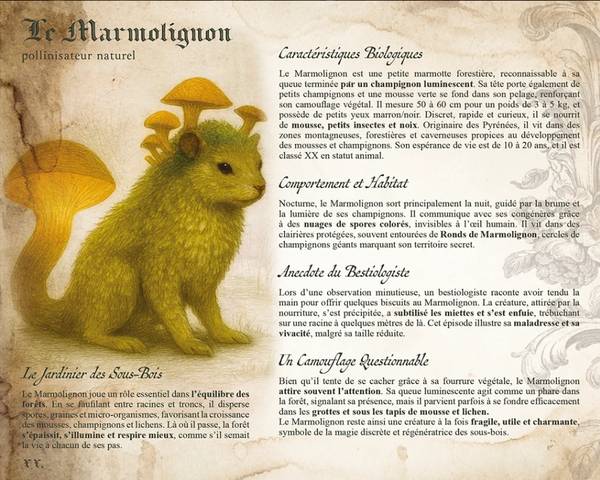 Le Marmolignon
pollinisateur naturel
Caractéristiques Biologiques
Le Marmolignon est une petite marmotte forestière, reconnaissable à sa
queue terminée par un champignon luminescent. Sa tête porte également de
petits champignons et une mousse verte se fond dans son pelage, renforçant
son camouflage végétal. Il mesure 50 à 60 cm pour un poids de 3 à 5 kg, et
possède de petits yeux marron/noir. Discret, rapide et curieux, il se nourrit
de mousse, petits insectes et noix. Originaire des Pyrénées, il vit dans des
zones montagneuses, forestières et caverneuses propices au développement
des mousses et champignons. Son espérance de vie est de 10 à 20 ans, et il est
classé XX en statut animal.
Comportement et Habitat
Nocturne, le Marmolignon sort principalement la nuit, guidé par la brume et
la lumière de ses champignons. Il communique avec ses congénères grâce
à des nuages de spores colorés, invisibles à l'œil humain. Il vit dans des
clairières protégées, souvent entourées de Ronds de Marmolignon, cercles de
champignons géants marquant son territoire secret.
Anecdote du Bestiologiste
Lors d'une observation minutieuse, un bestiologiste raconte avoir tendu la
main pour offrir quelques biscuits au Marmolignon. La créature, attirée par la
nourriture, s'est précipitée, a subtilisé les miettes et s'est enfuie, trébuchant
sur une racine à quelques mètres de là. Cet épisode illustre sa maladresse et sa
vivacité, malgré sa taille réduite.
Un Camouflage Questionnable
Bien qu'il tente de se cacher grâce à sa fourrure végétale, le Marmolignon
attire souvent l'attention. Sa queue luminescente agit comme un phare dans
la forêt, signalant sa présence, mais il parvient parfois à se fondre efficacement
dans les grottes et sous les tapis de mousse et lichen.
Le Marmolignon reste ainsi une créature à la fois fragile, utile et charmante,
symbole de la magie discrète et régénératrice des sous-bois.
Le Jardinier des Sous-Bois
Le Marmolignon joue un rôle essentiel dans l'équilibre des
forêts. En se faufilant entre racines et troncs, il disperse
spores, graines et micro-organismes, favorisant la croissance
des mousses, champignons et lichens. Là où il passe, la forêt
s'épaissit, s'illumine et respire mieux, comme s'il semait
la vie à chacun de ses pas.
XX.